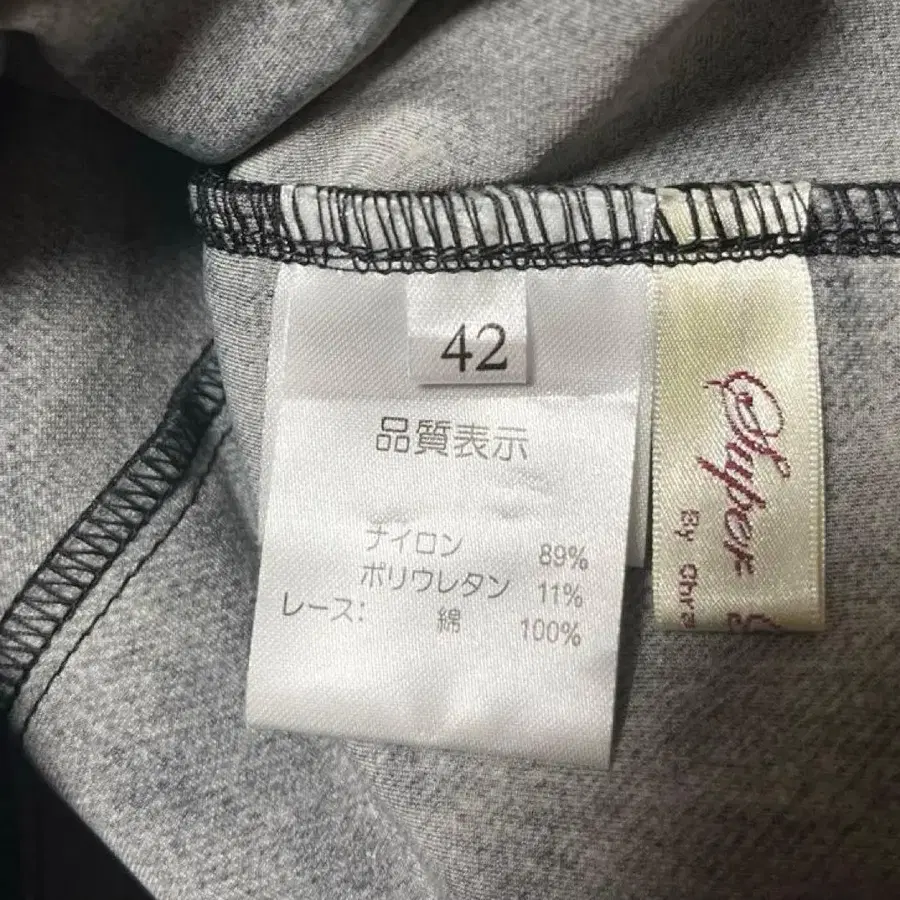 42
品質表示
ナイロン 89%
ポリウレタン 11%
レース: 綿 100%
Super
By